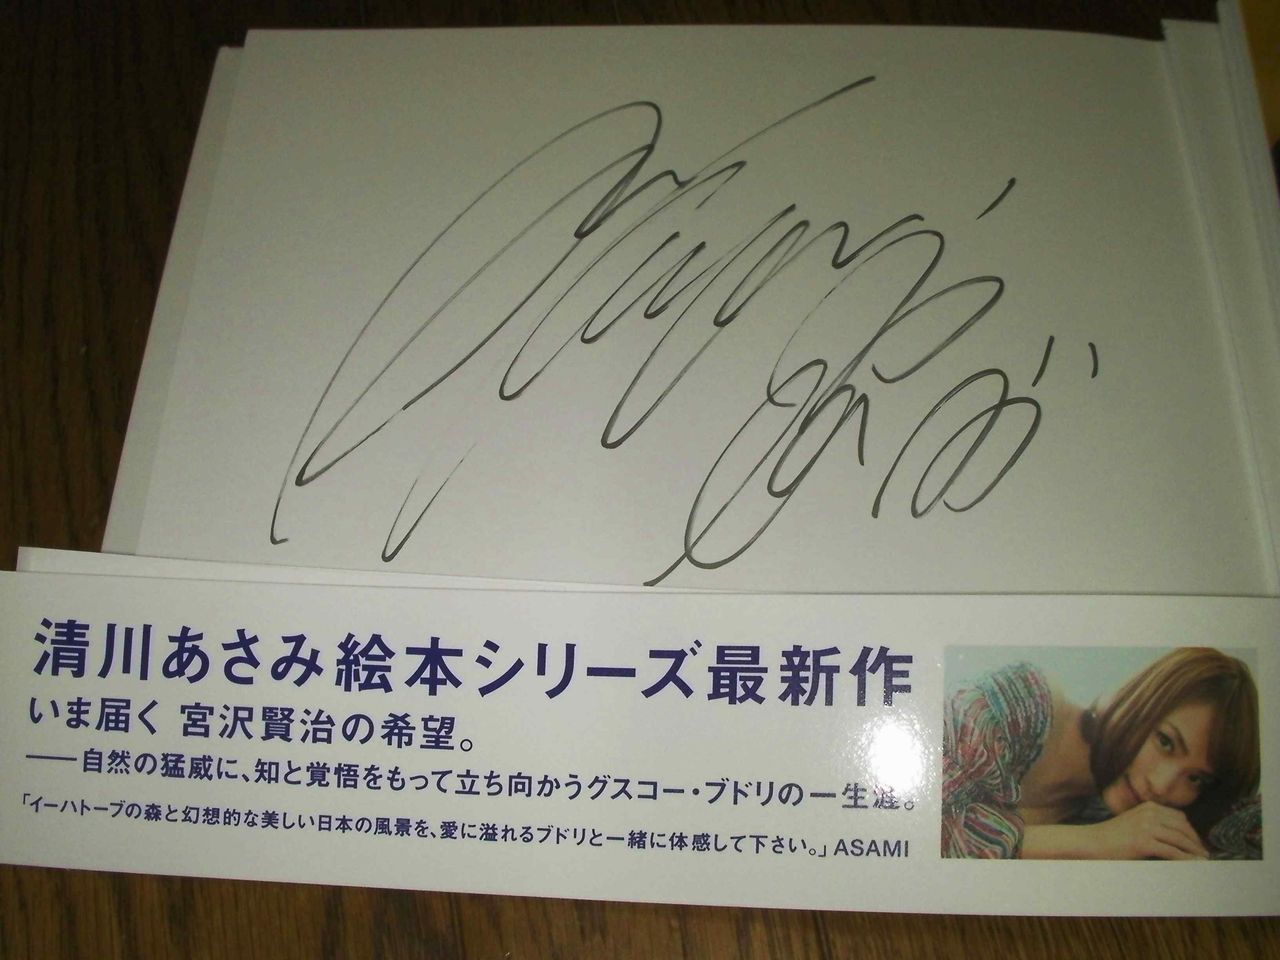 清川あさみ絵本シリーズ最新作
いま届く 宮沢賢治の希望。
――自然の猛威に、知と覚悟をもって立ち向かうグスコー・ブドリの一生涯。
「イーハトーブの森と幻想的な美しい日本の風景を、愛に溢れるブドリと一緒に体感して下さい。」ASAMI